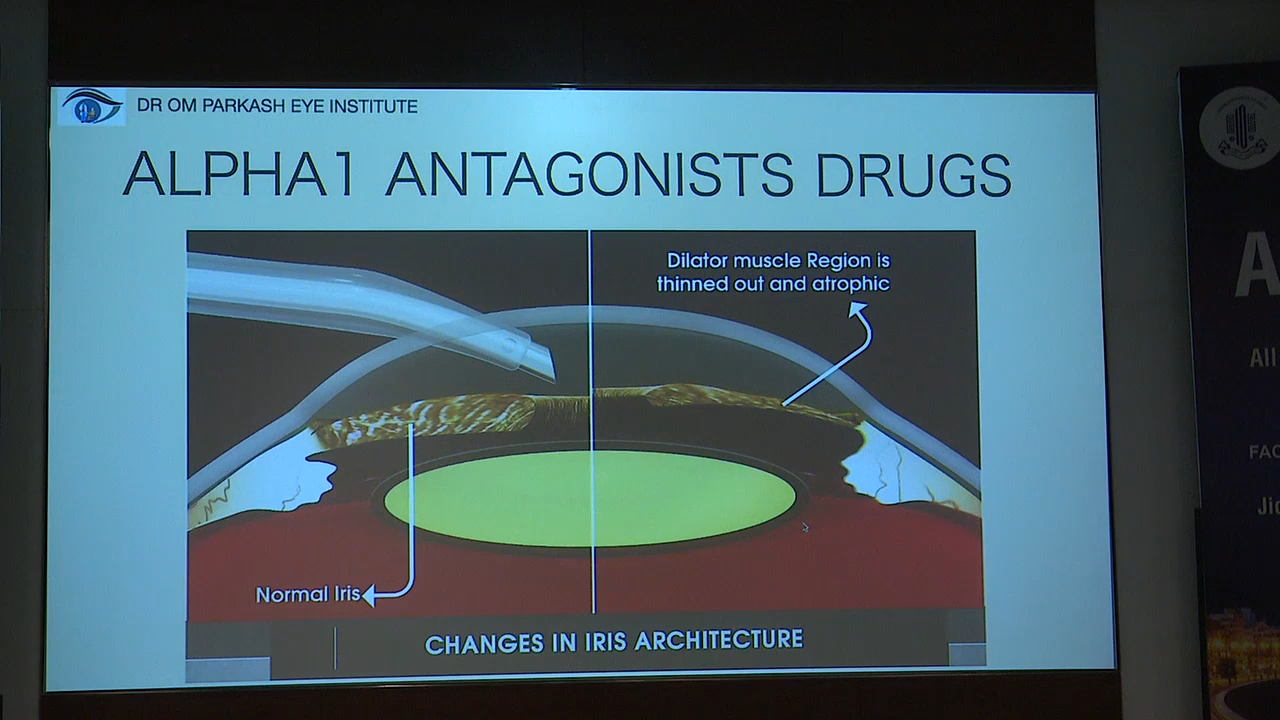 DR OM PARKASH EYE INSTITUTE
ALPHA1 ANTAGONISTS DRUGS
Dilator muscle Region is
thinned out and atrophic
Normal Iris
CHANGES IN IRIS ARCHITECTURE
A
All
FAC